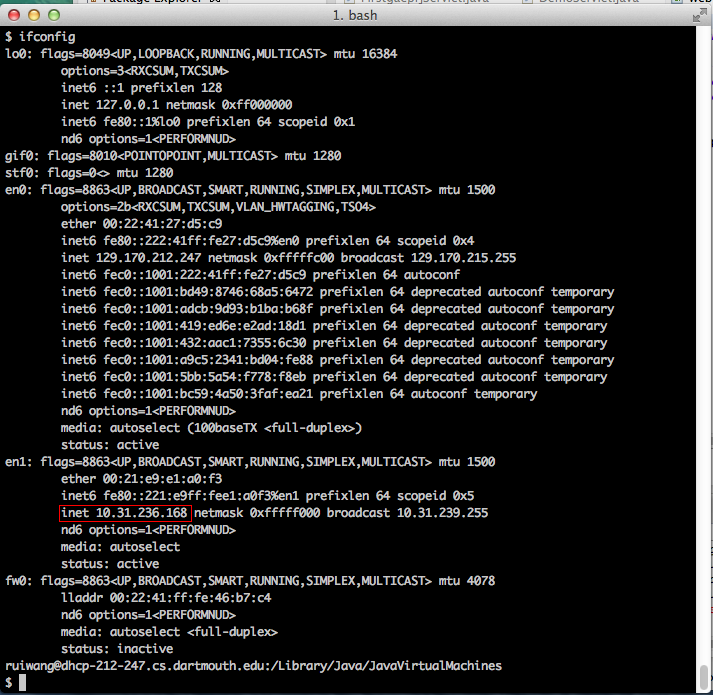 Package Explorer
FirstgaeprjServlet.java
DemoServlet.java
web
1. bash
$ ifconfig
lo0: flags=8049<UP,LOOPBACK,RUNNING,MULTICAST> mtu 16384
options=3<RXCSUM,TXCSUM>
inet6 ::1 prefixlen 128
inet 127.0.0.1 netmask 0xff000000
inet6 fe80::1%lo0 prefixlen 64 scopeid 0x1
nd6 options=1<PERFORMNUD>
gif0: flags=8010<POINTOPOINT,MULTICAST> mtu 1280
stf0: flags=0<> mtu 1280
en0: flags=8863<UP,BROADCAST,SMART,RUNNING,SIMPLEX,MULTICAST> mtu 1500
options=2b<RXCSUM,TXCSUM,VLAN_HWTAGGING,TSO4>
ether 00:22:41:27:d5:c9
inet6 fe80::222:41ff:fe27:d5c9%en0 prefixlen 64 scopeid 0x4
inet 129.170.212.247 netmask 0xfffffc00 broadcast 129.170.215.255
inet6 fec0::1001:222:41ff:fe27:d5c9 prefixlen 64 autoconf
inet6 fec0::1001:bd49:8746:68a5:6472 prefixlen 64 deprecated autoconf temporary
inet6 fec0::1001:adcb:9d93:b1ba:b68f prefixlen 64 deprecated autoconf temporary
inet6 fec0::1001:419:ed6e:e2ad:18d1 prefixlen 64 deprecated autoconf temporary
inet6 fec0::1001:432:aac1:7355:6c30 prefixlen 64 deprecated autoconf temporary
inet6 fec0::1001:a9c5:2341:bd04:fe88 prefixlen 64 deprecated autoconf temporary
inet6 fec0::1001:5bb:5a54:f778:f8eb prefixlen 64 deprecated autoconf temporary
inet6 fec0::1001:bc59:4a50:3faf:ea21 prefixlen 64 autoconf temporary
nd6 options=1<PERFORMNUD>
media: autoselect (100baseTX <full-duplex>)
status: active
en1: flags=8863<UP,BROADCAST,SMART,RUNNING,SIMPLEX,MULTICAST> mtu 1500
ether 00:21:e9:e1:a0:f3
inet6 fe80::221:e9ff:fee1:a0f3%en1 prefixlen 64 scopeid 0x5
inet 10.31.236.168 netmask 0xfffff000 broadcast 10.31.239.255
nd6 options=1<PERFORMNUD>
media: autoselect
status: active
fw0: flags=8863<UP,BROADCAST,SMART,RUNNING,SIMPLEX,MULTICAST> mtu 4078
lladdr 00:22:41:ff:fe:46:b7:c4
nd6 options=1<PERFORMNUD>
media: autoselect <full-duplex>
status: inactive
ruiwang@dhcp-212-247.cs.dartmouth.edu:/Library/Java/JavaVirtualMachines
$